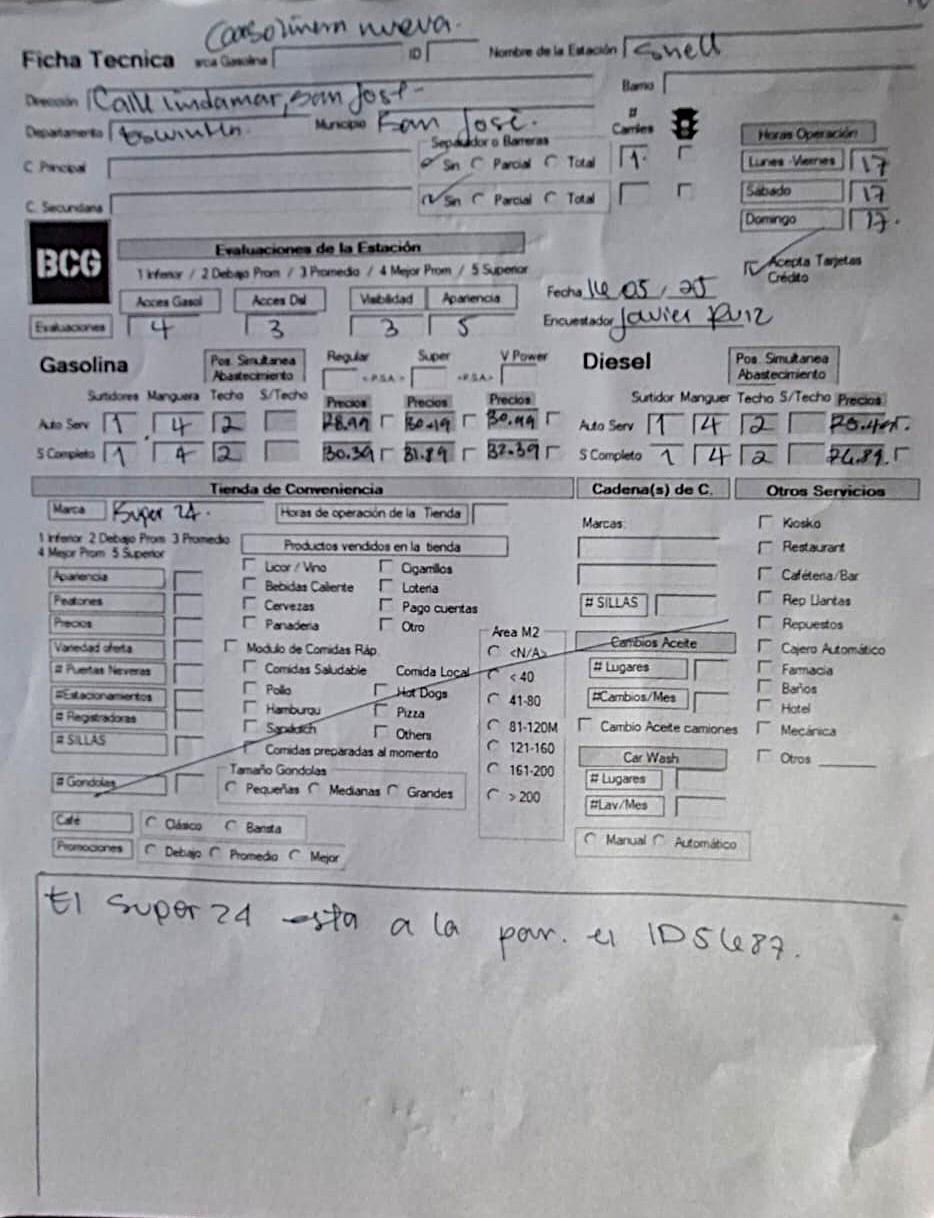 Gasolinera nueva.
Ficha Tecnica arca Gasolina ID Nombre de la Estación Shell
Dirección Calle Lindamar, San José
Barrio
Departamento Escuintla. Municipio San José.
# Carriles
Horas Operación
Separador o Barreras
C. Principal Sin Parcial Total 1. Lunes -Viernes 17
Sábado 17
C. Secundaria Sin Parcial Total
Domingo 17.
BCG
Evaluaciones de la Estación
1 Inferior / 2 Debajo Prom / 3 Promedio / 4 Mejor Prom / 5 Superior
Acepta Tarjetas Crédito
Acces Gasol Acces Dsl Visibilidad Apariencia
Fecha 16 05, 25
Evaluaciones 4 3 3 5
Encuestador Javier Ruiz
Gasolina Pos. Simultanea Abastecimiento Regular Super V Power
<P.S.A.> <P.S.A.>
Diesel Pos. Simultanea Abastecimiento
Surtidores Manguera Techo S/Techo Precios Precios Precios
Surtidor Manguer Techo S/Techo Precios
Auto Serv 1 4 2 28.99 30.19 30.99
Auto Serv 1 4 2
S Completo 1 4 2 30.39 31.89 32.39
S Completo 1 4 2 26.89.
Tienda de Conveniencia Cadena(s) de C. Otros Servicios
Marca Super 24. Horas de operación de la Tienda
1 Inferior 2 Debajo Prom 3 Promedio
4 Mejor Prom 5 Superior
Productos vendidos en la tienda
Apariencia
Peatones
Precios
Variedad oferta
# Puertas Neveras
#Estacionamientos
# Registradoras
# SILLAS
# Gondolas
Licor / Vino Cigarrillos
Bebidas Caliente Loteria
Cervezas Pago cuentas
Panaderia Otro
Modulo de Comidas Ráp.
Comidas Saludable Comida Local
Pollo Hot Dogs
Hamburgu Pizza
Sandwich Others
Comidas preparadas al momento
Tamaño Gondolas
Pequeñas Medianas Grandes
Area M2
<N/A>
< 40
41-80
81-120M
121-160
161-200
> 200
Café Clásico Barista
Promociones Debajo Promedio Mejor
Marcas:
# SILLAS
Cambios Aceite
# Lugares
#Cambios/Mes
Cambio Aceite camiones
Car Wash
# Lugares
#Lav/Mes
Manual Automático
Kiosko
Restaurant
Cafétería/Bar
Rep Llantas
Repuestos
Cajero Automático
Farmacia
Baños
Hotel
Mecánica
Otros
El Super 24 esta a la par. el ID5687.